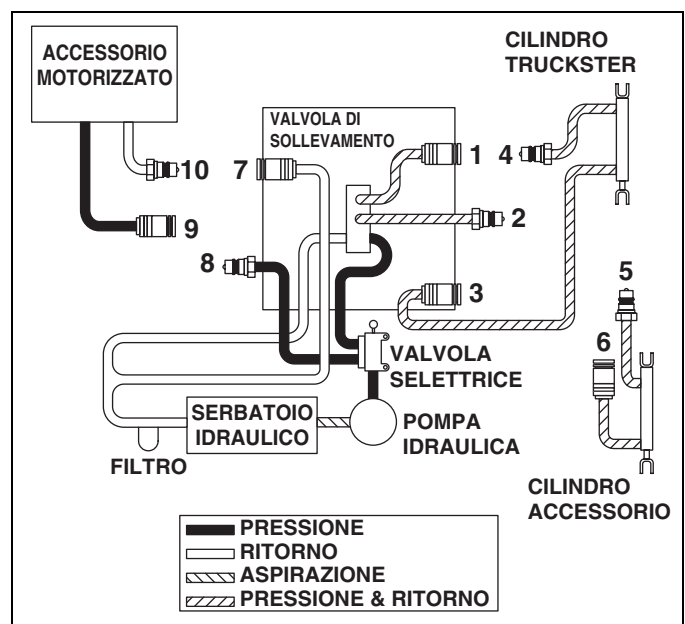 ACCESSORIO
MOTORIZZATO
CILINDRO
TRUCKSTER
VALVOLA DI
SOLLEVAMENTO
1
4
7
10
2
9
8
3
5
6
VALVOLA
SELETTRICE
SERBATOIO
IDRAULICO
POMPA
IDRAULICA
FILTRO
CILINDRO
ACCESSORIO
PRESSIONE
RITORNO
ASPIRAZIONE
PRESSIONE & RITORNO